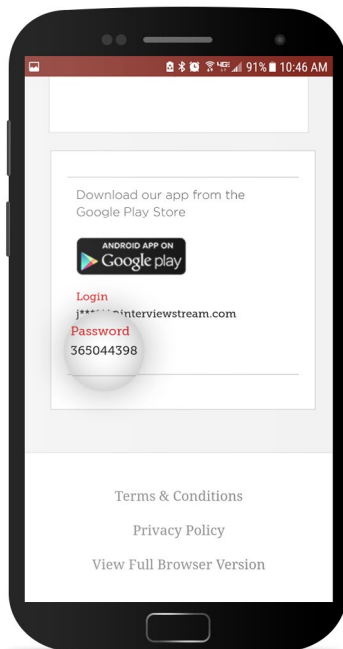 91% 10:46 AM
Download our app from the
Google Play Store
ANDROID APP ON
Google play
Login
j*****@interviewstream.com
Password
365044398
Terms & Conditions
Privacy Policy
View Full Browser Version